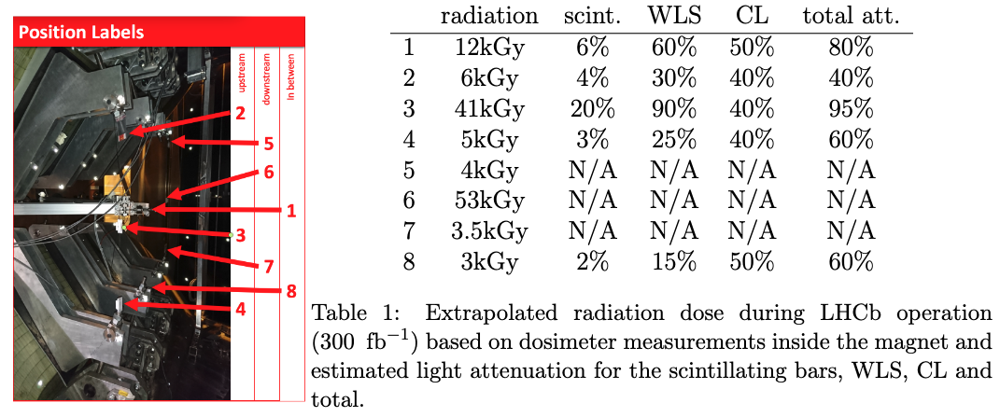 Position Labels
upstream
downstream
In between
2
5
6
1
3
7
8
4
radiation scint. WLS CL total att.
1 12kGy 6% 60% 50% 80%
2 6kGy 4% 30% 40% 40%
3 41kGy 20% 90% 40% 95%
4 5kGy 3% 25% 40% 60%
5 4kGy N/A N/A N/A N/A
6 53kGy N/A N/A N/A N/A
7 3.5kGy N/A N/A N/A N/A
8 3kGy 2% 15% 50% 60%
Table 1: Extrapolated radiation dose during LHCb operation
(300 fb⁻¹) based on dosimeter measurements inside the magnet and
estimated light attenuation for the scintillating bars, WLS, CL and
total.